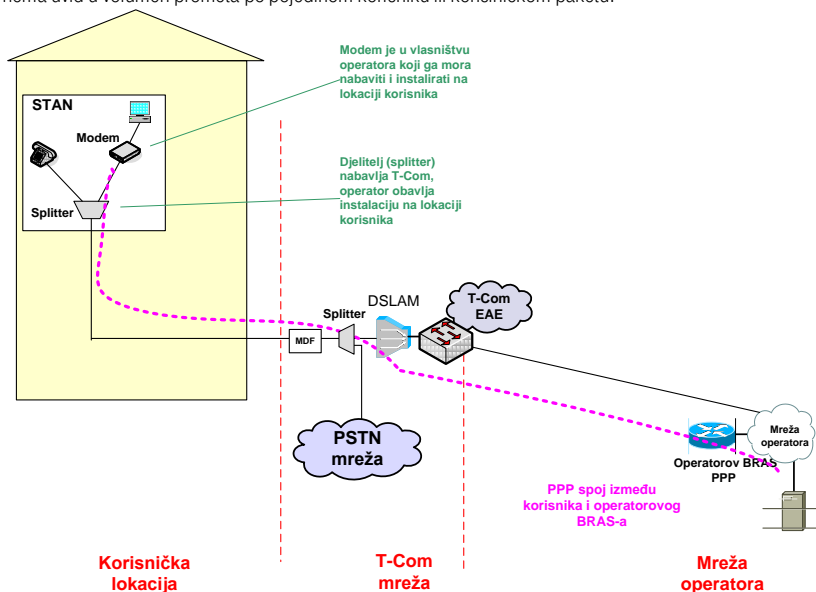 nema uvid u volumen prometa po pojedinom korisniku ili korisničkom paketu.
Modem je u vlasništvu
operatora koji ga mora
nabaviti i instalirati na
lokaciji korisnika
STAN
Modem
Djelitelj (splitter)
nabavlja T-Com,
operator obavlja
instalaciju na lokaciji
korisnika
Splitter
DSLAM
T-Com
EAE
Splitter
MDF
PSTN
mreža
Mreža
operatora
Operatorov BRAS
PPP
PPP spoj između
korisnika i operatorovog
BRAS-a
Korisnička
lokacija
T-Com
mreža
Mreža
operatora